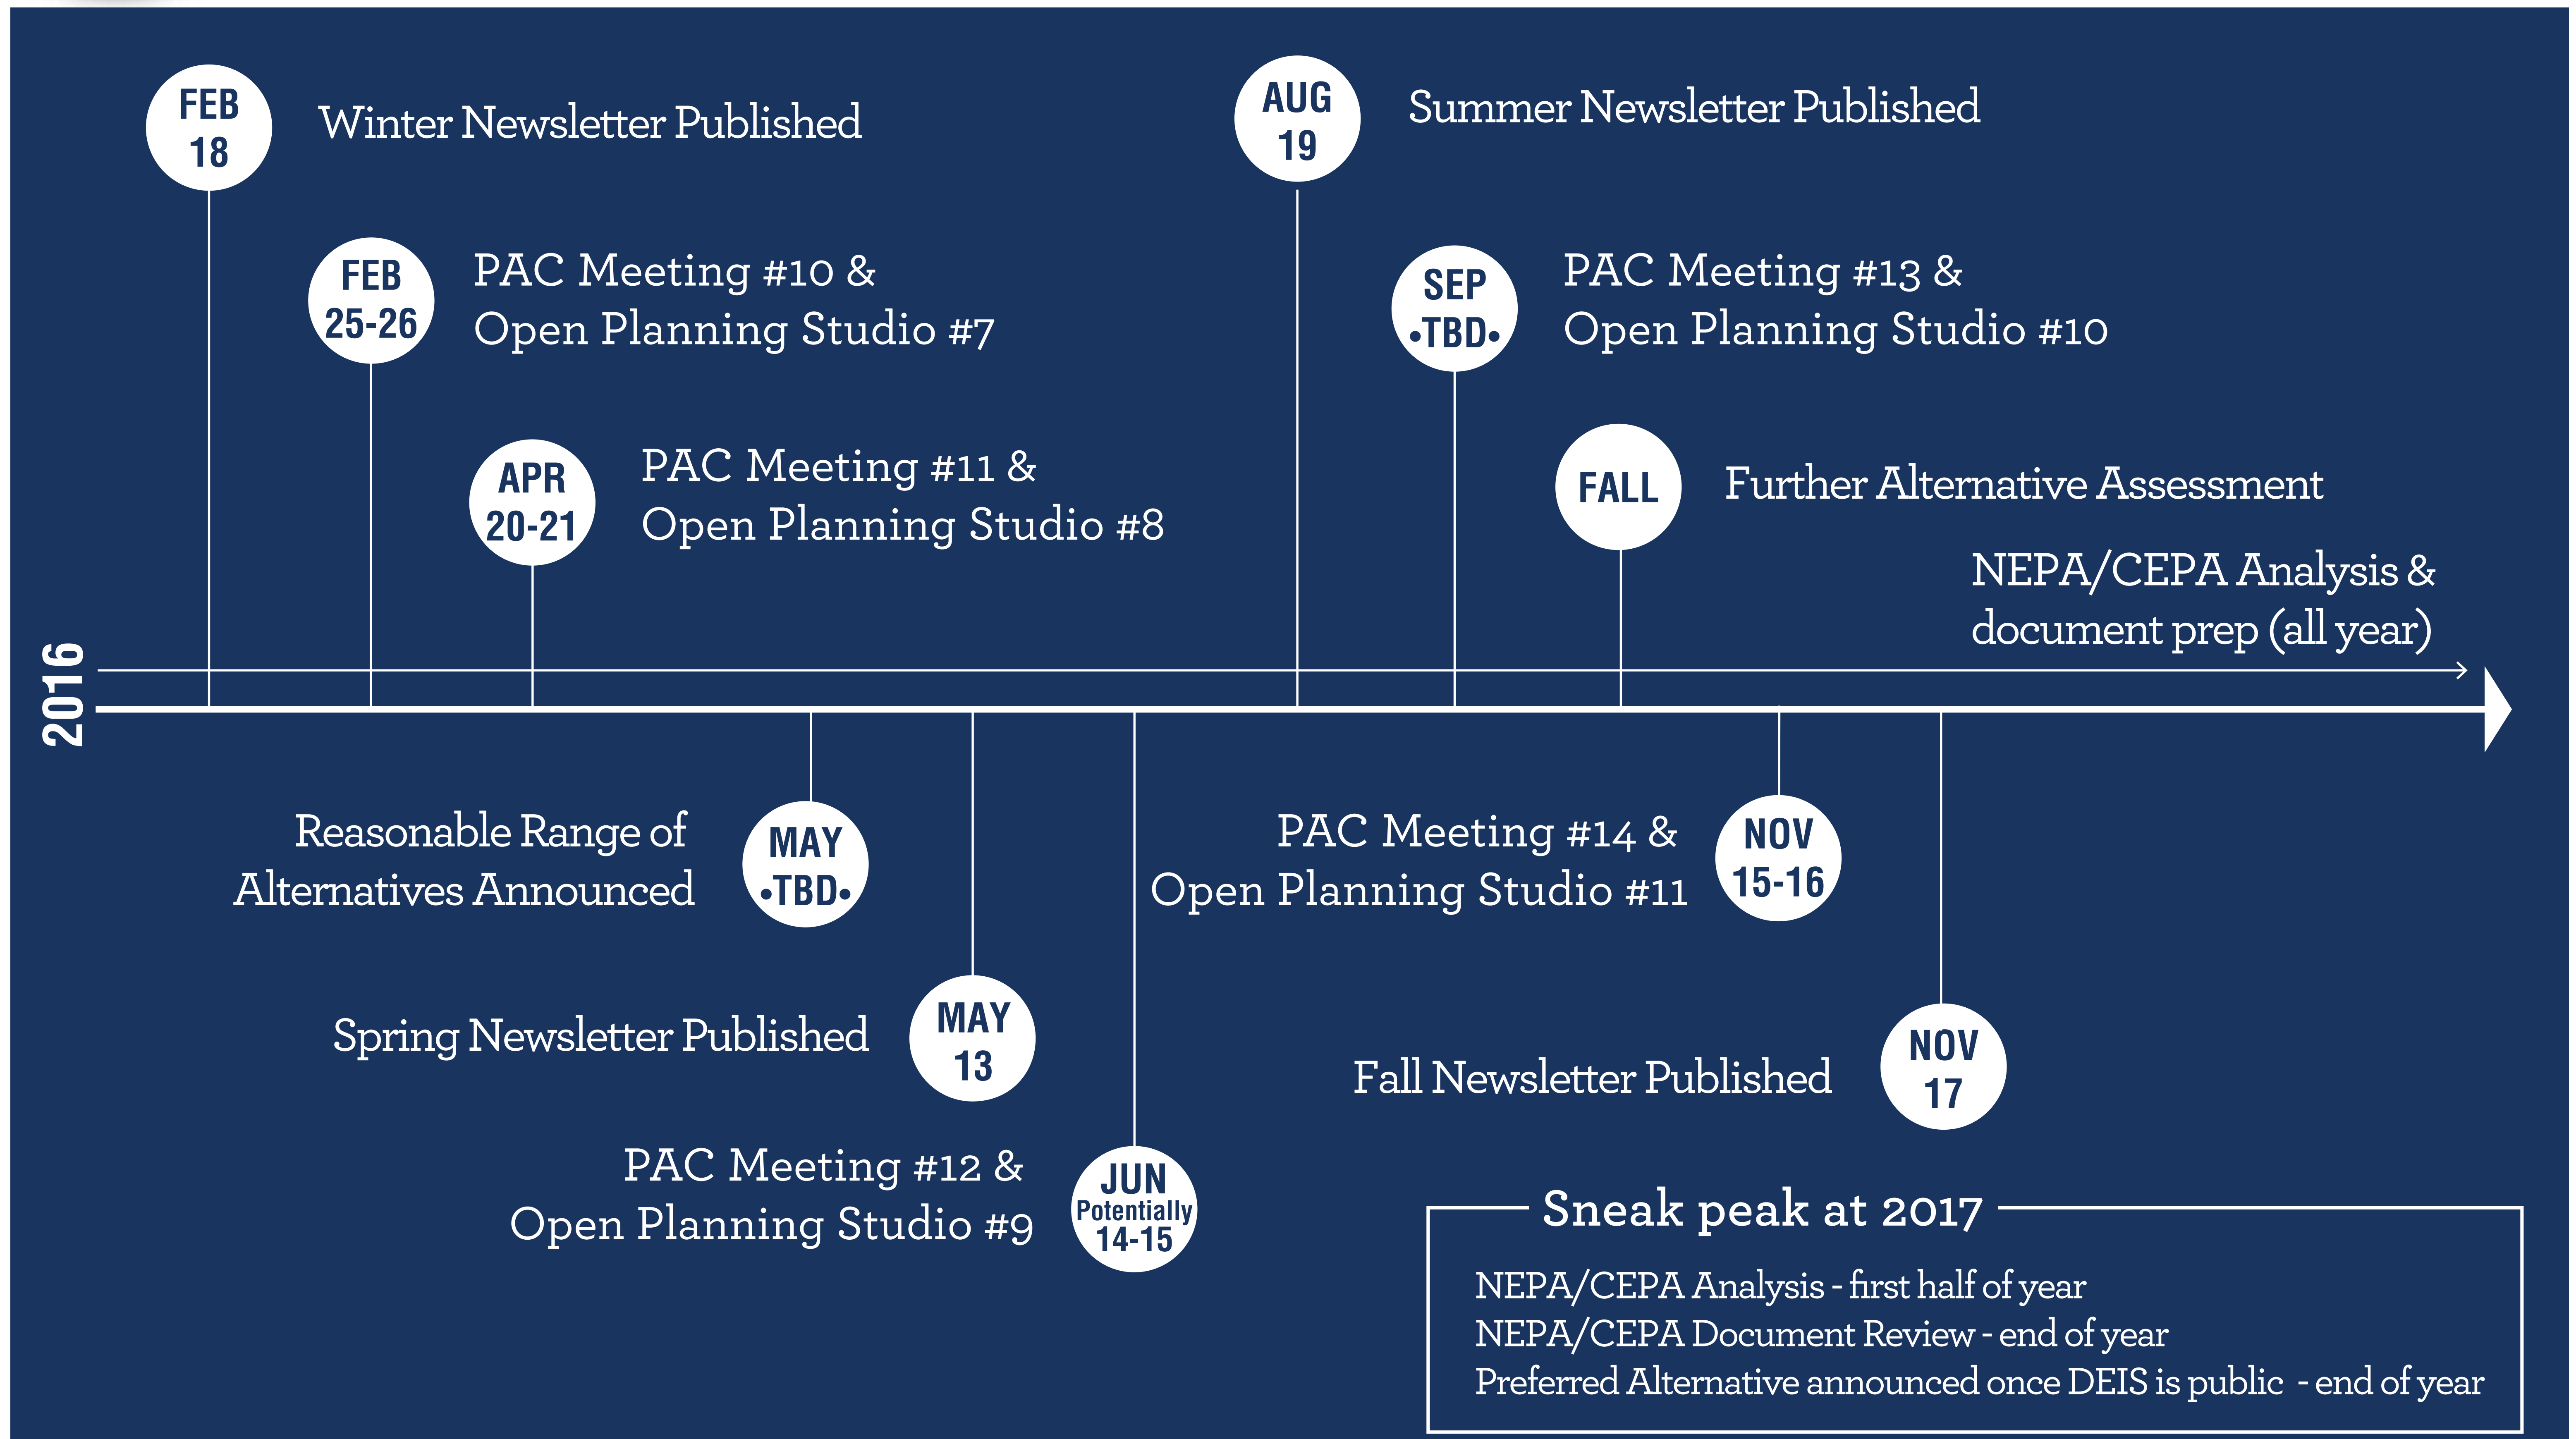 FEB
18
Winter Newsletter Published
FEB
25-26
PAC Meeting #10 &
Open Planning Studio #7
APR
20-21
PAC Meeting #11 &
Open Planning Studio #8
AUG
19
Summer Newsletter Published
SEP
•TBD•
PAC Meeting #13 &
Open Planning Studio #10
FALL
Further Alternative Assessment
NEPA/CEPA Analysis &
document prep (all year)
2016
Reasonable Range of
Alternatives Announced
MAY
•TBD•
Spring Newsletter Published
MAY
13
PAC Meeting #12 &
Open Planning Studio #9
JUN
Potentially
14-15
PAC Meeting #14 &
Open Planning Studio #11
NOV
15-16
Fall Newsletter Published
NOV
17
Sneak peak at 2017
NEPA/CEPA Analysis - first half of year
NEPA/CEPA Document Review - end of year
Preferred Alternative announced once DEIS is public - end of year